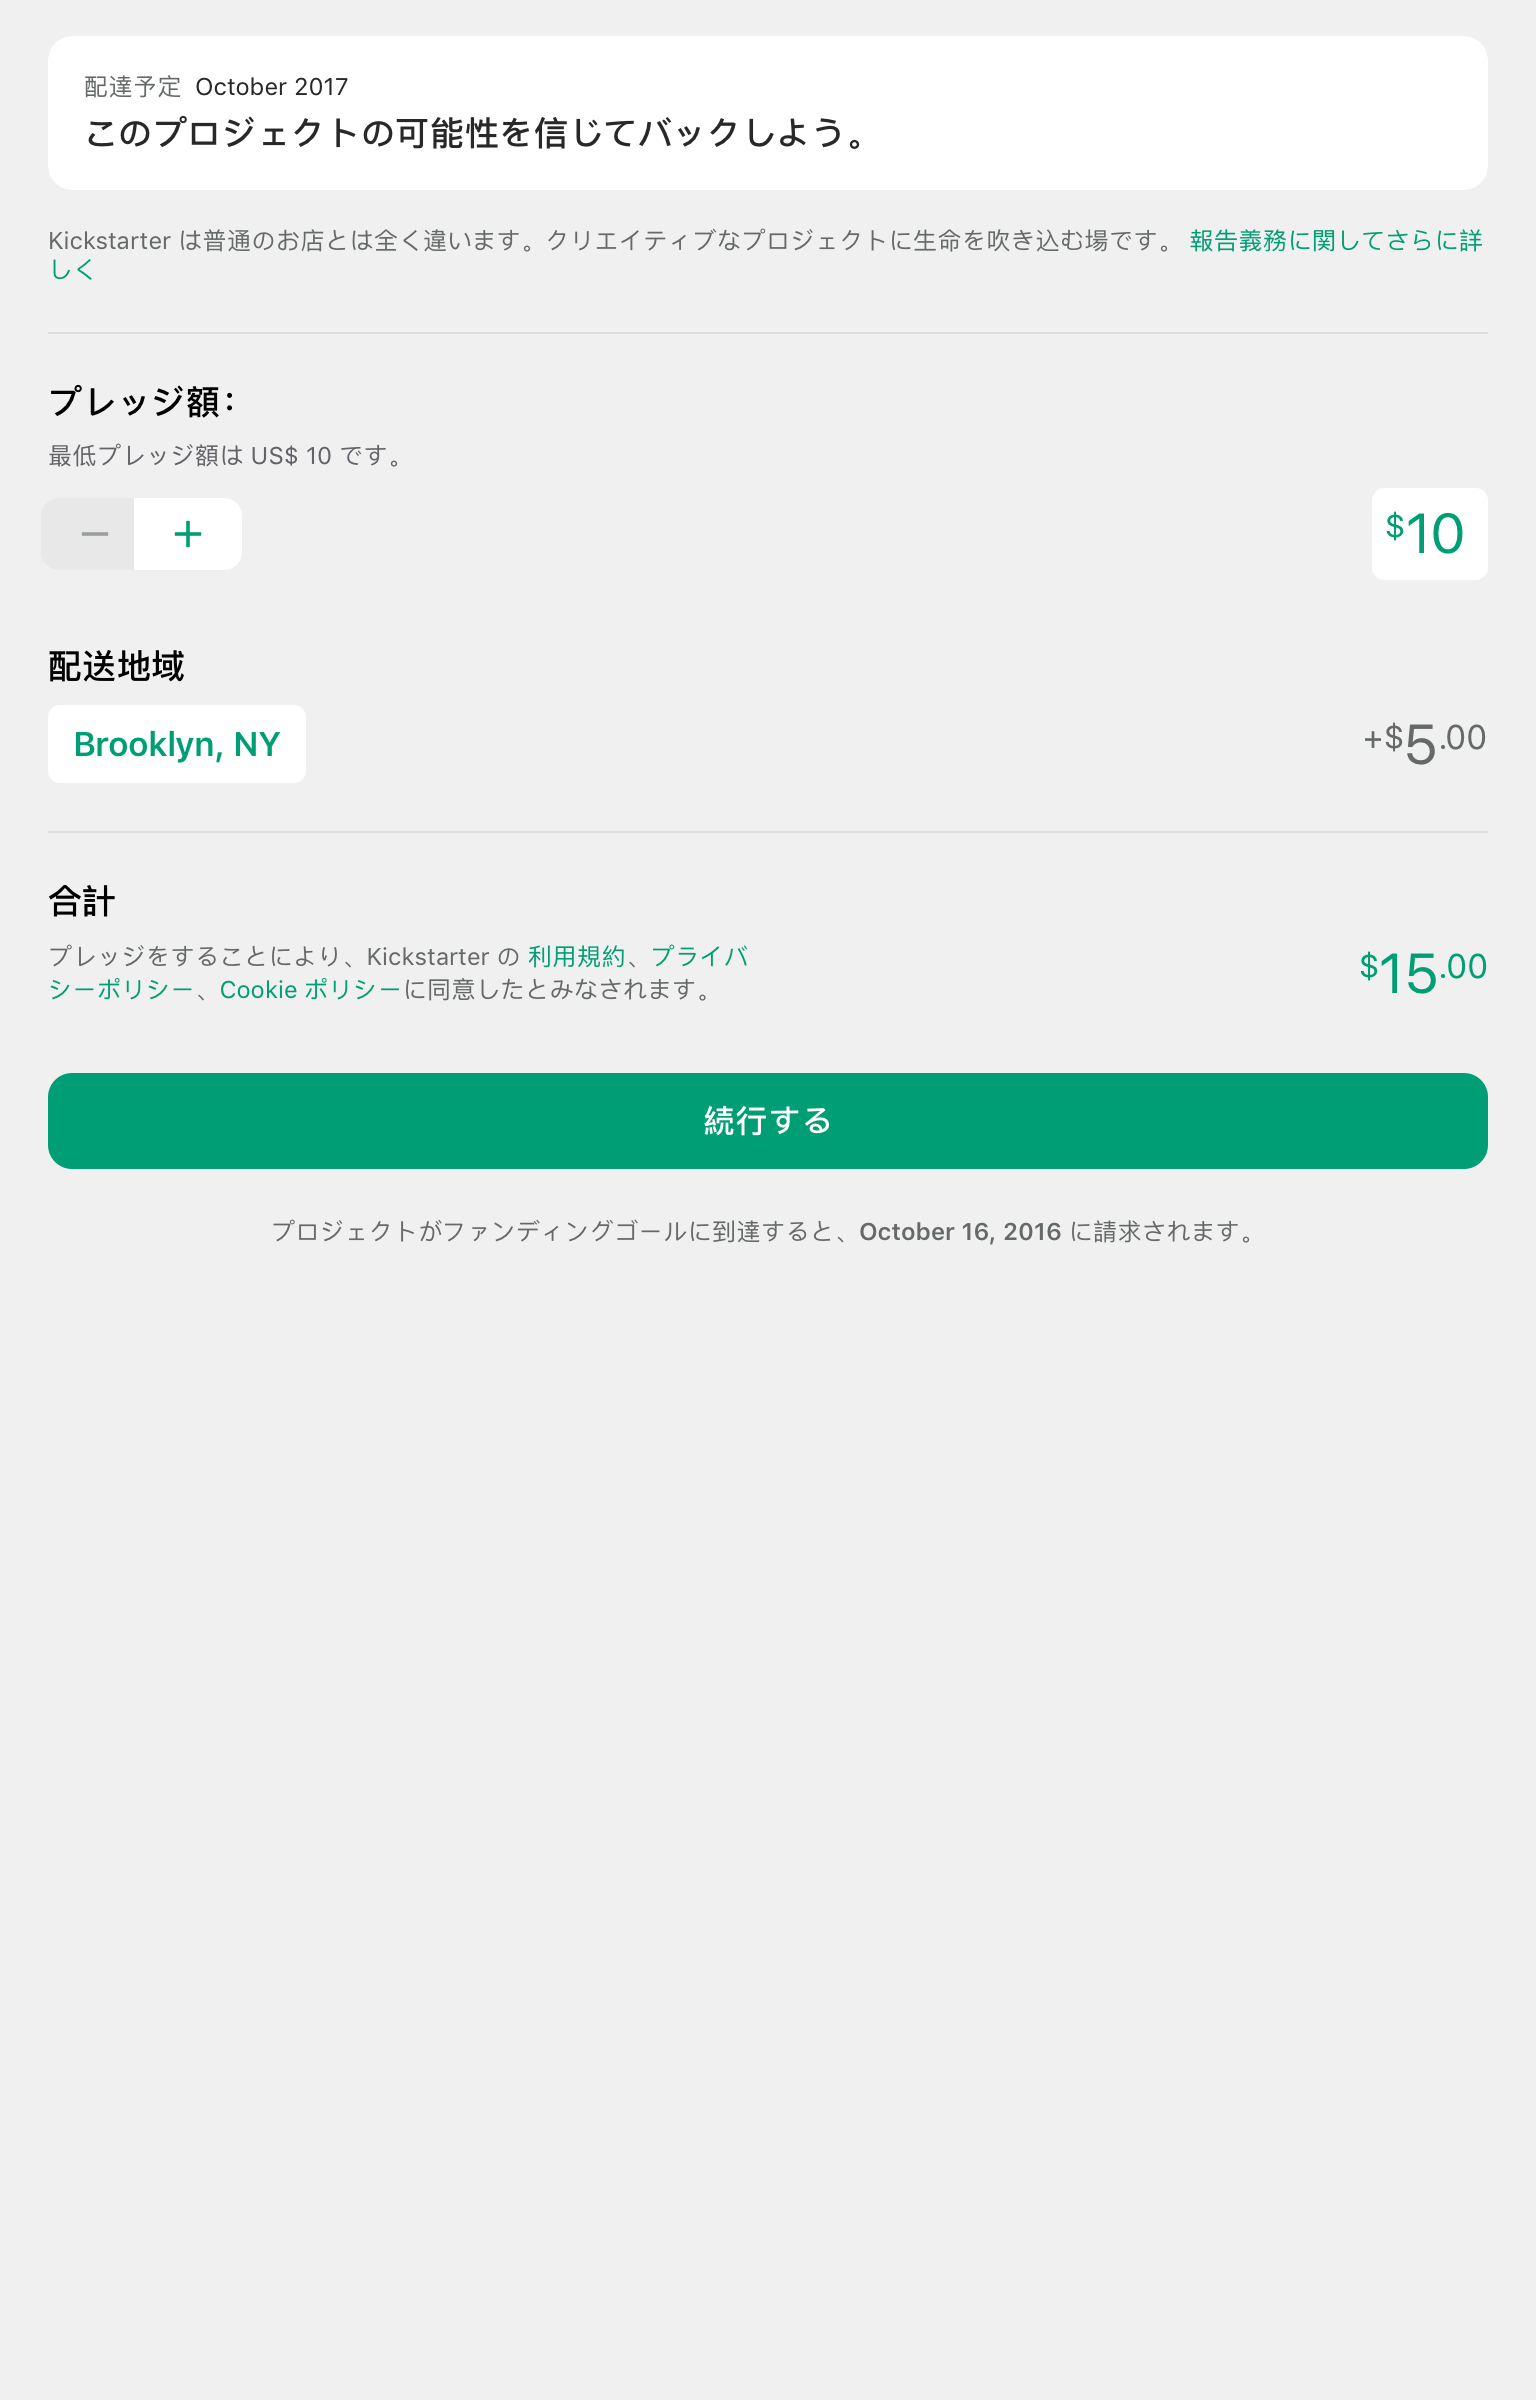 配達予定 October 2017
このプロジェクトの可能性を信じてバックしよう。
Kickstarter は普通のお店とは全く違います。クリエイティブなプロジェクトに生命を吹き込む場です。 報告義務に関してさらに詳
しく
プレッジ額：
最低プレッジ額は US$ 10 です。
− + $10
配送地域
Brooklyn, NY +$5.00
合計
プレッジをすることにより、Kickstarter の 利用規約、プライバ
シーポリシー、Cookie ポリシーに同意したとみなされます。
$15.00
続行する
プロジェクトがファンディングゴールに到達すると、October 16, 2016 に請求されます。